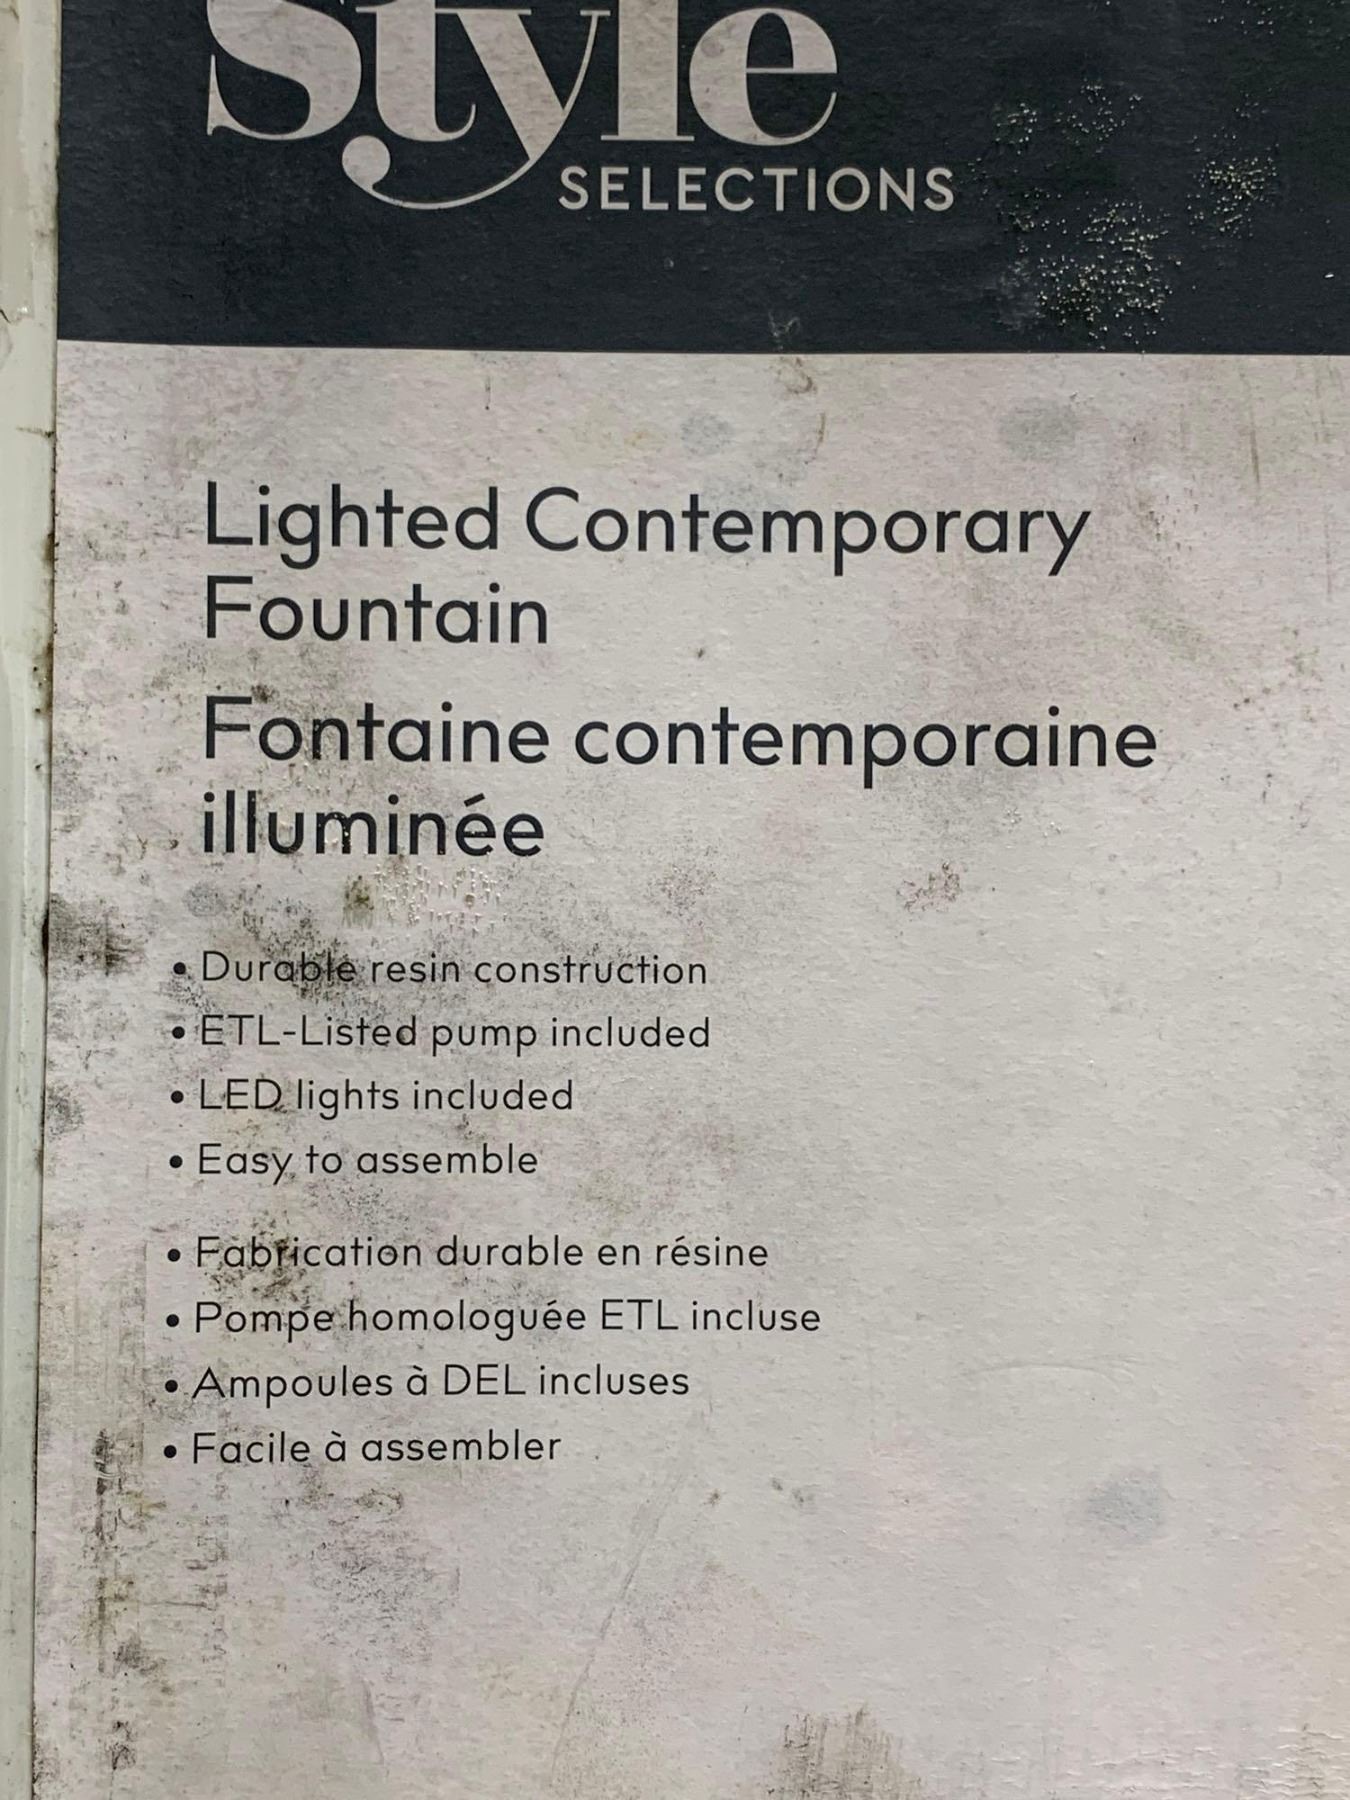 Style
SELECTIONS
Lighted Contemporary
Fountain
Fontaine contemporaine
illuminée
• Durable resin construction
• ETL-Listed pump included
• LED lights included
• Easy to assemble
• Fabrication durable en résine
• Pompe homologuée ETL incluse
• Ampoules à DEL incluses
• Facile à assembler